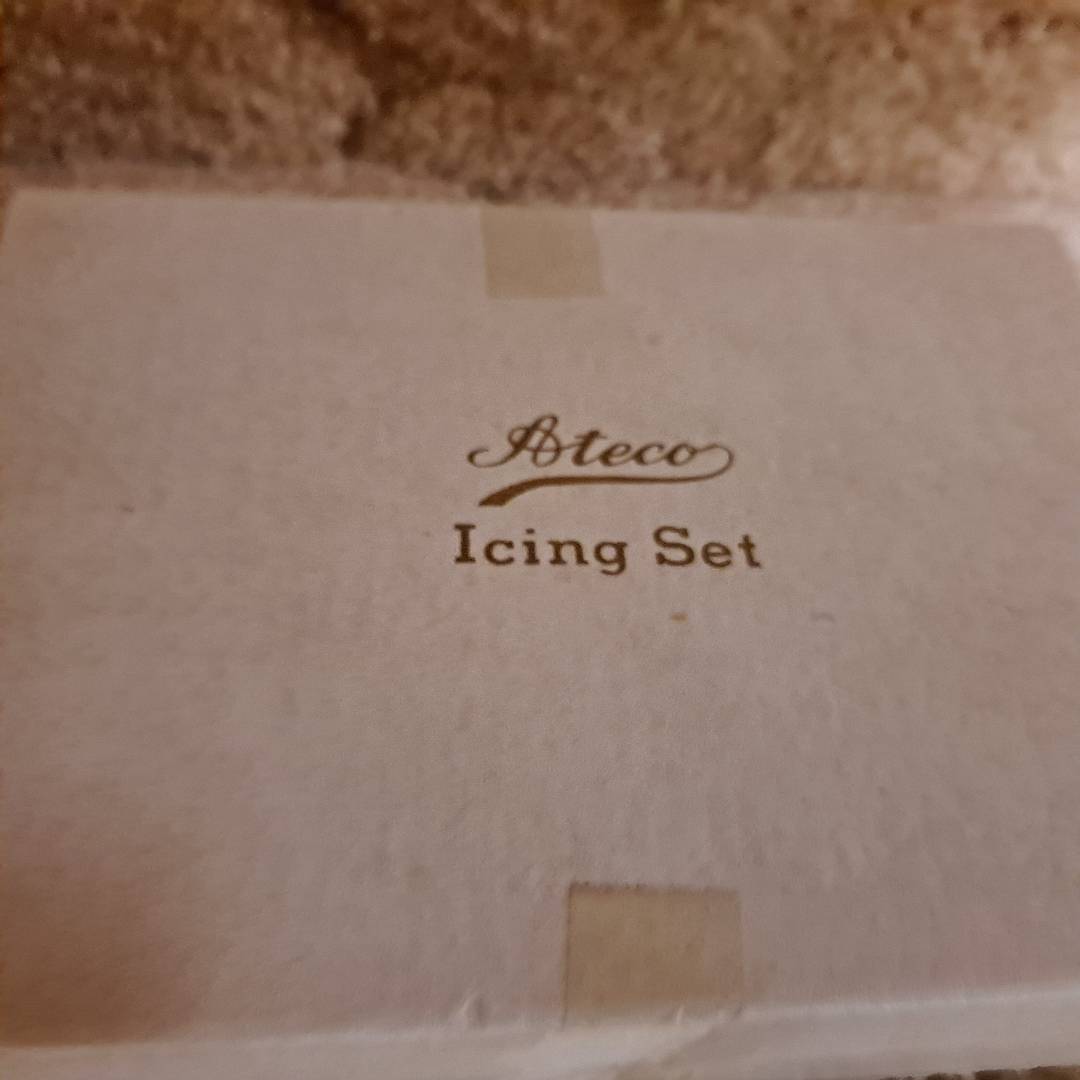 Ateco
Icing Set